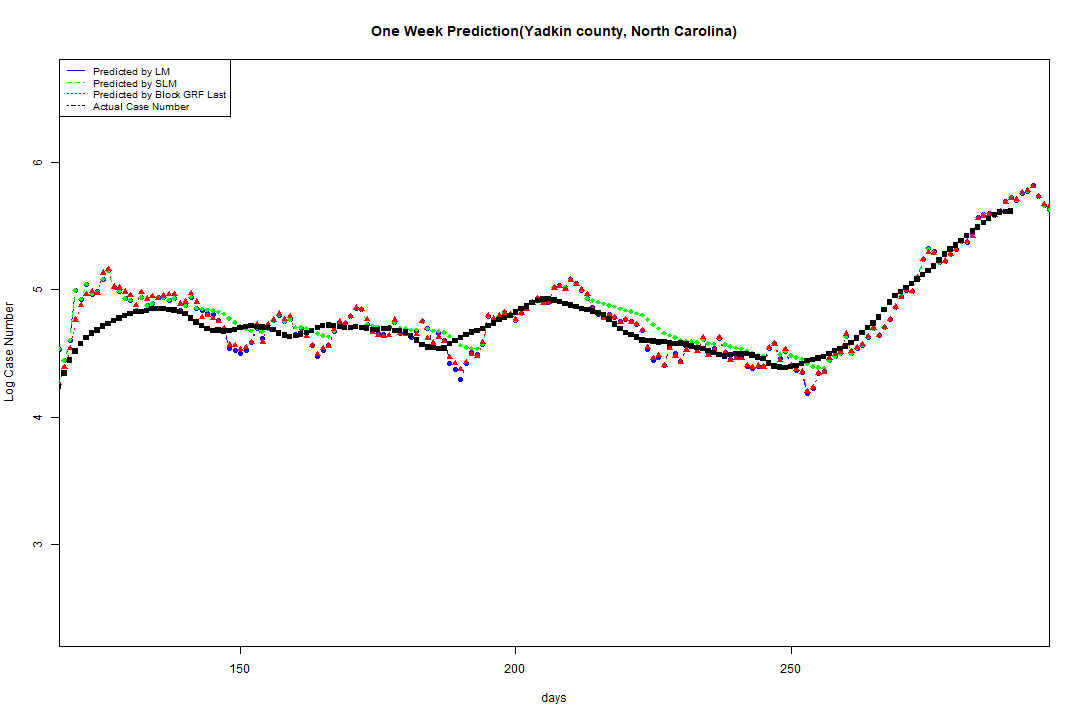 One Week Prediction(Yadkin county, North Carolina)
Predicted by LM
Predicted by SLM
Predicted by Block GRF Last
Actual Case Number
6
5
4
3
Log Case Number
150
200
250
days